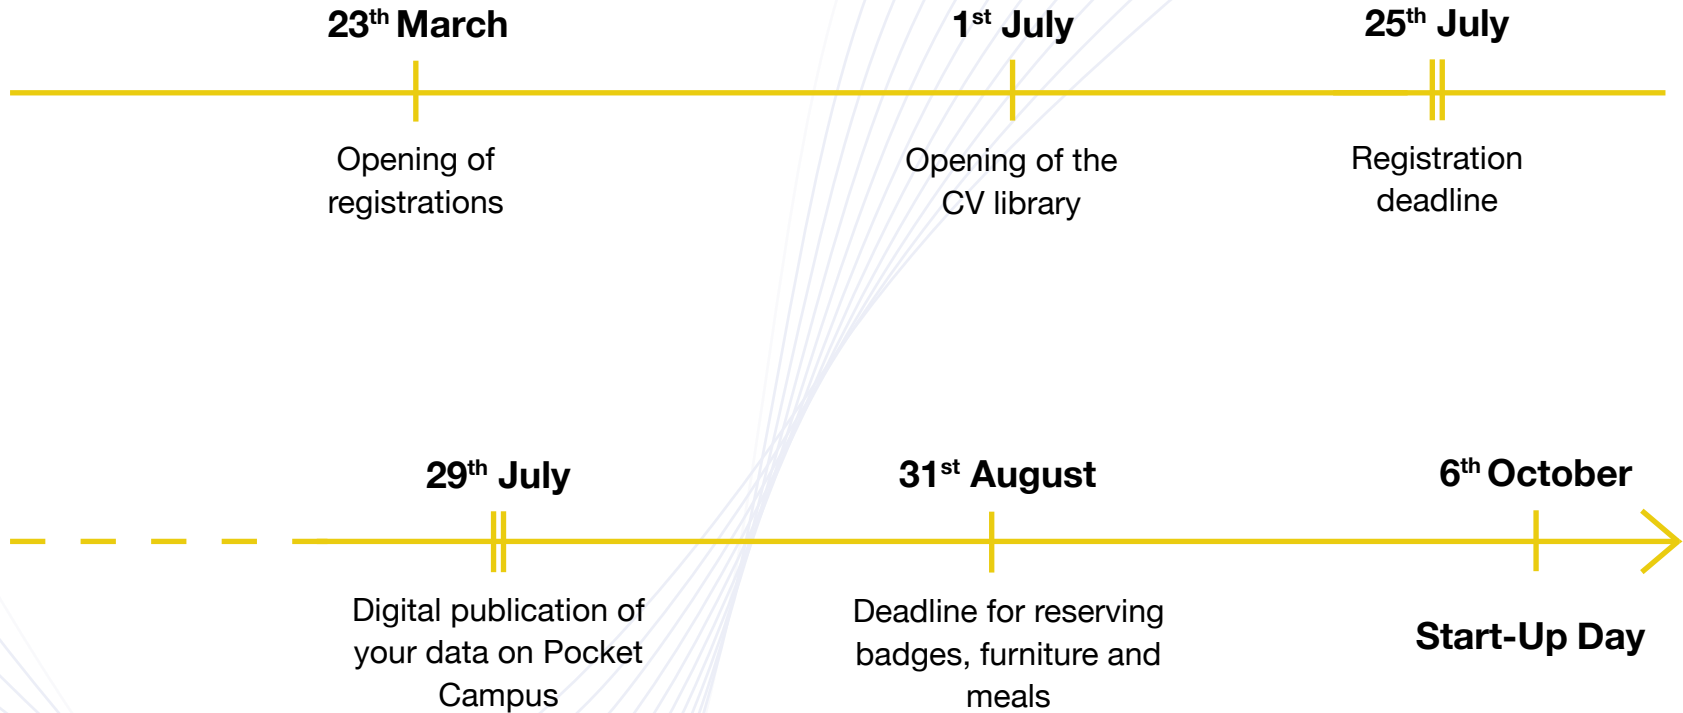 23th March
1st July
25th July
Opening of
registrations
Opening of the
CV library
Registration
deadline
29th July
31st August
6th October
Digital publication of
your data on Pocket
Campus
Deadline for reserving
badges, furniture and
meals
Start-Up Day